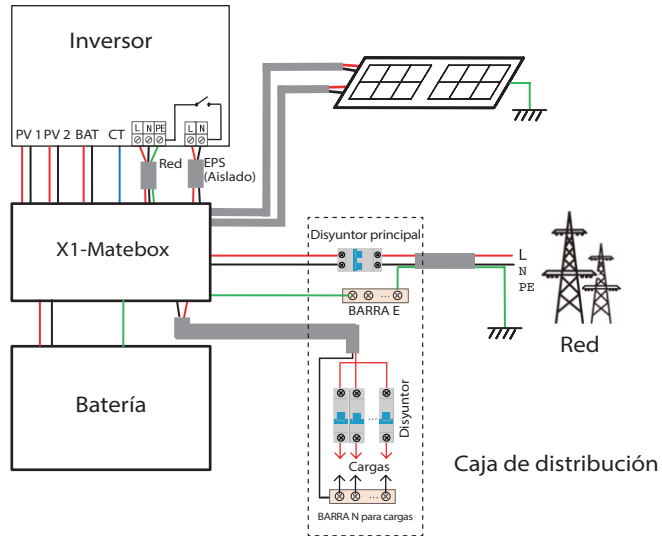 Inversor
PV 1 PV 2 BAT CT
L N PE
L N
Red
EPS
(Aislado)
X1-Matebox
Disyuntor principal
L
N
PE
...
BARRA E
Red
Batería
...
Disyuntor
Cargas
...
BARRA N para cargas
Caja de distribución